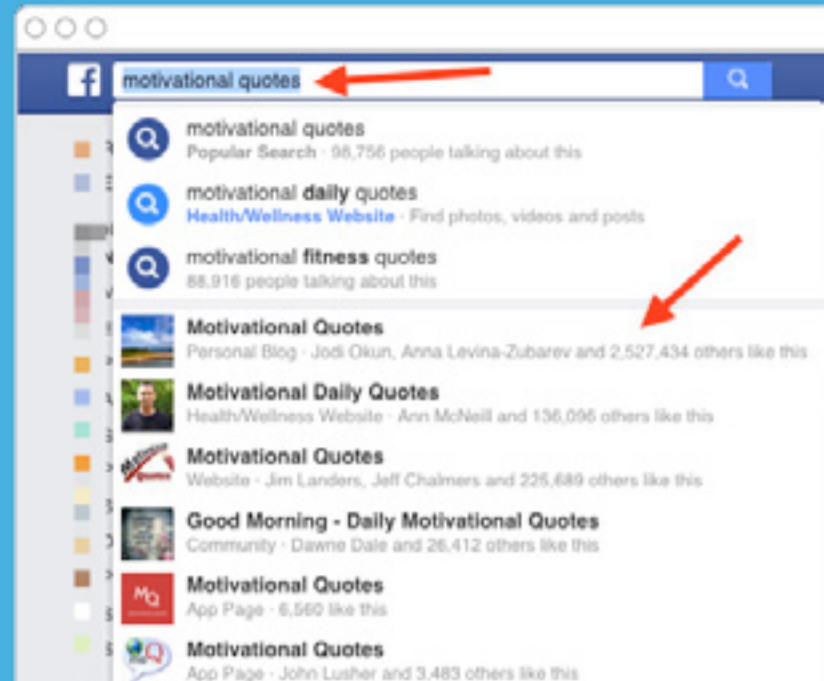 f
motivational quotes
motivational quotes
Popular Search · 98,756 people talking about this
motivational daily quotes
Health/Wellness Website · Find photos, videos and posts
motivational fitness quotes
88,916 people talking about this
Motivational Quotes
Personal Blog · Jodi Okun, Anna Levina-Zubarev and 2,527,434 others like this
Motivational Daily Quotes
Health/Wellness Website · Ann McNeill and 136,096 others like this
Motivational Quotes
Website · Jim Landers, Jeff Chalmers and 225,689 others like this
Good Morning - Daily Motivational Quotes
Community · Dawne Dale and 26,412 others like this
MQ
Motivational Quotes
App Page · 6,560 like this
Motivational Quotes
App Page · John Lusher and 3,483 others like this